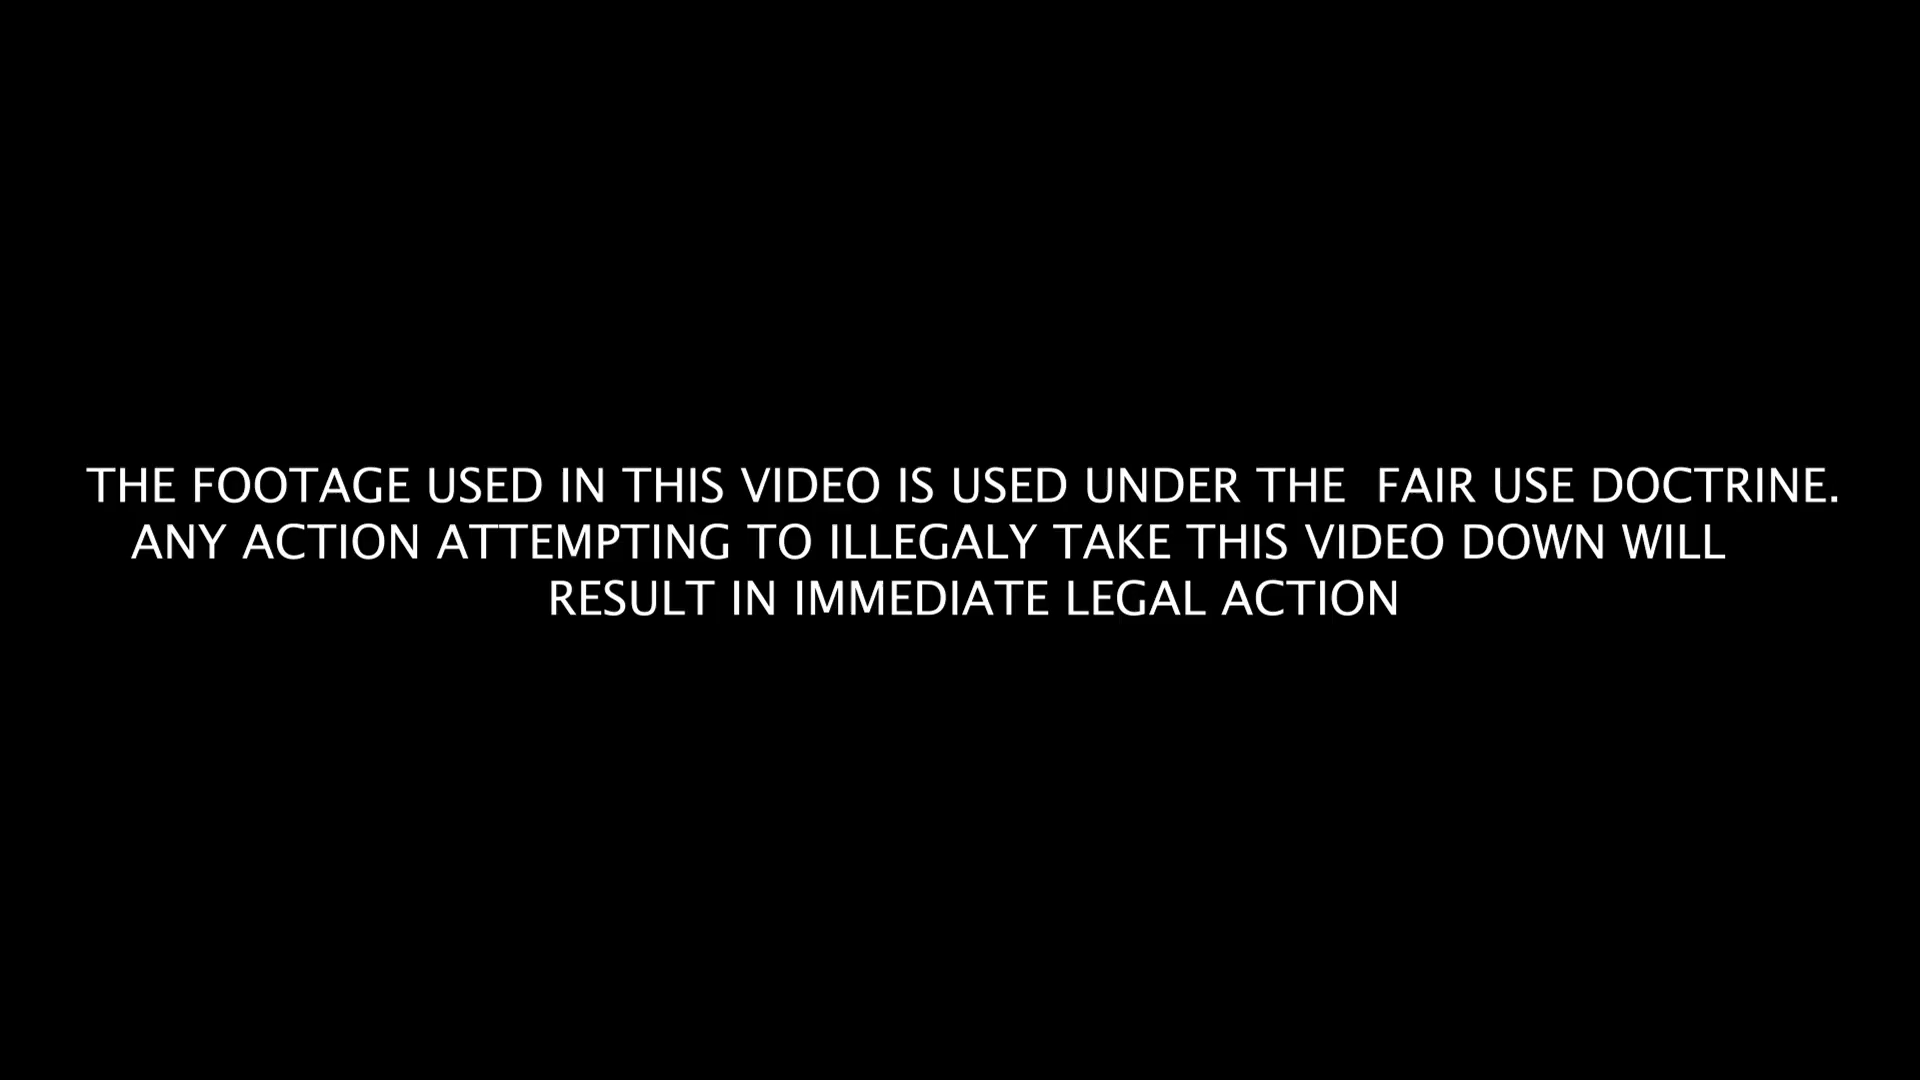 THE FOOTAGE USED IN THIS VIDEO IS USED UNDER THE  FAIR USE DOCTRINE.
ANY ACTION ATTEMPTING TO ILLEGALY TAKE THIS VIDEO DOWN WILL
RESULT IN IMMEDIATE LEGAL ACTION